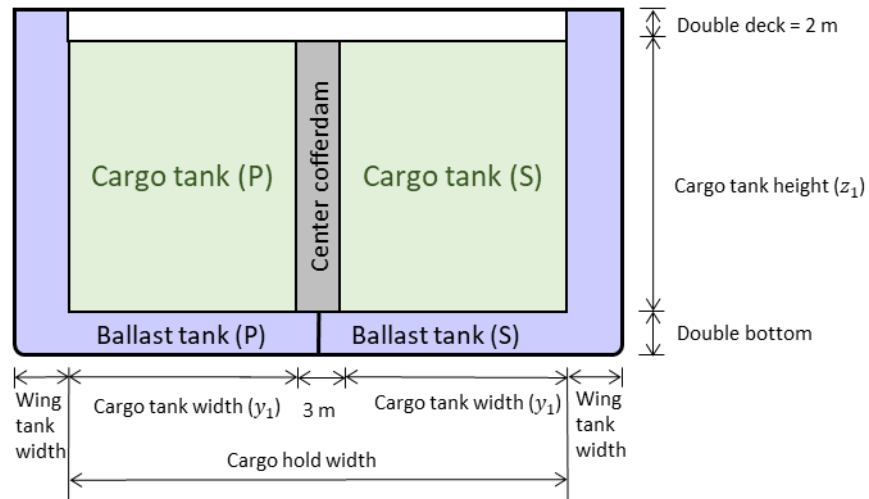 Double deck = 2 m
Cargo tank (P)
Center cofferdam
Cargo tank (S)
Cargo tank height (z₁)
Ballast tank (P)
Ballast tank (S)
Double bottom
Wing
tank
width
Cargo tank width (y₁)
3 m
Cargo tank width (y₁)
Wing
tank
width
Cargo hold width